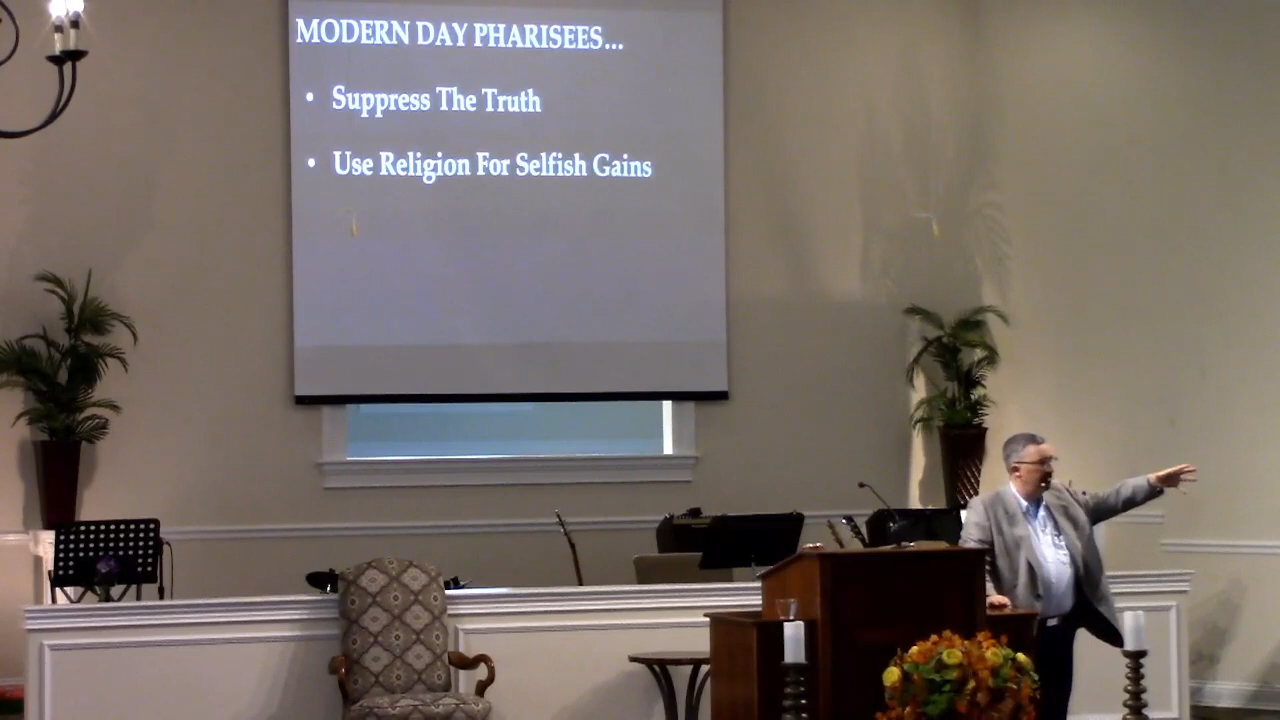 MODERN DAY PHARISEES...
• Suppress The Truth
• Use Religion For Selfish Gains